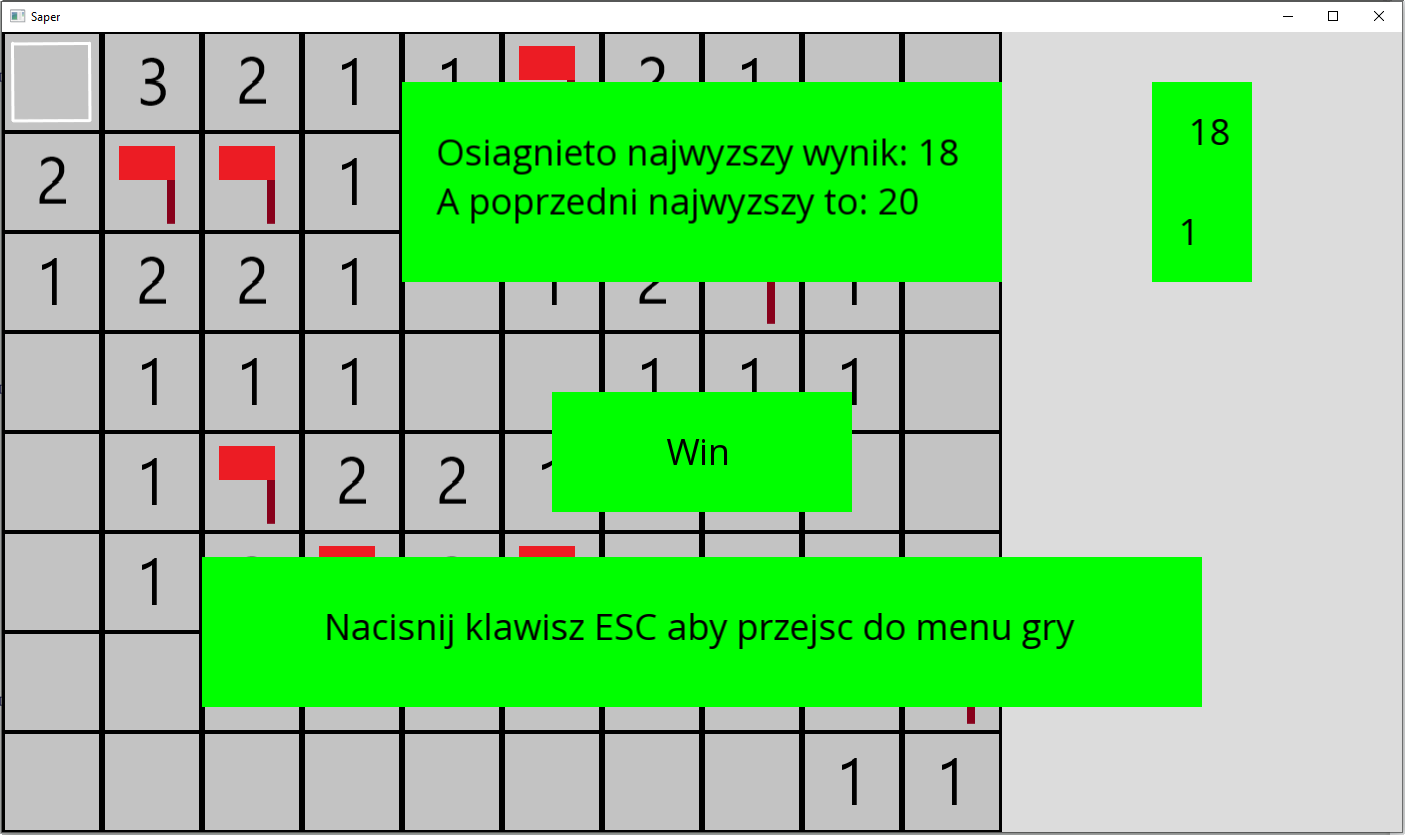 Saper
3 2 1 1 2 1
Osiagnieto najwyzszy wynik: 18
A poprzedni najwyzszy to: 20
18
1
2 1
1 2 2 1 1 2 1
1 1 1 1 1 1
Win
1 2 2 1
1
Nacisnij klawisz ESC aby przejsc do menu gry
1 1